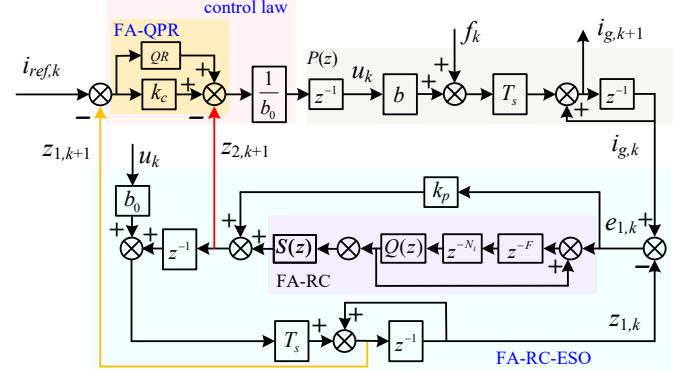 control law
FA-QPR
i_{ref,k}
QR
k_c
+
+
−
−
1/b_0
P(z)
z^{-1}
u_k
b
f_k
+
+
T_s
+
+
i_{g,k+1}
z^{-1}
i_{g,k}
z_{1,k+1}
z_{2,k+1}
u_k
b_0
k_p
e_{1,k}
+
−
+
+
z^{-1}
+
+
S(z)
Q(z)
z^{-N_i}
z^{-F}
+
+
FA-RC
z_{1,k}
T_s
+
+
z^{-1}
FA-RC-ESO